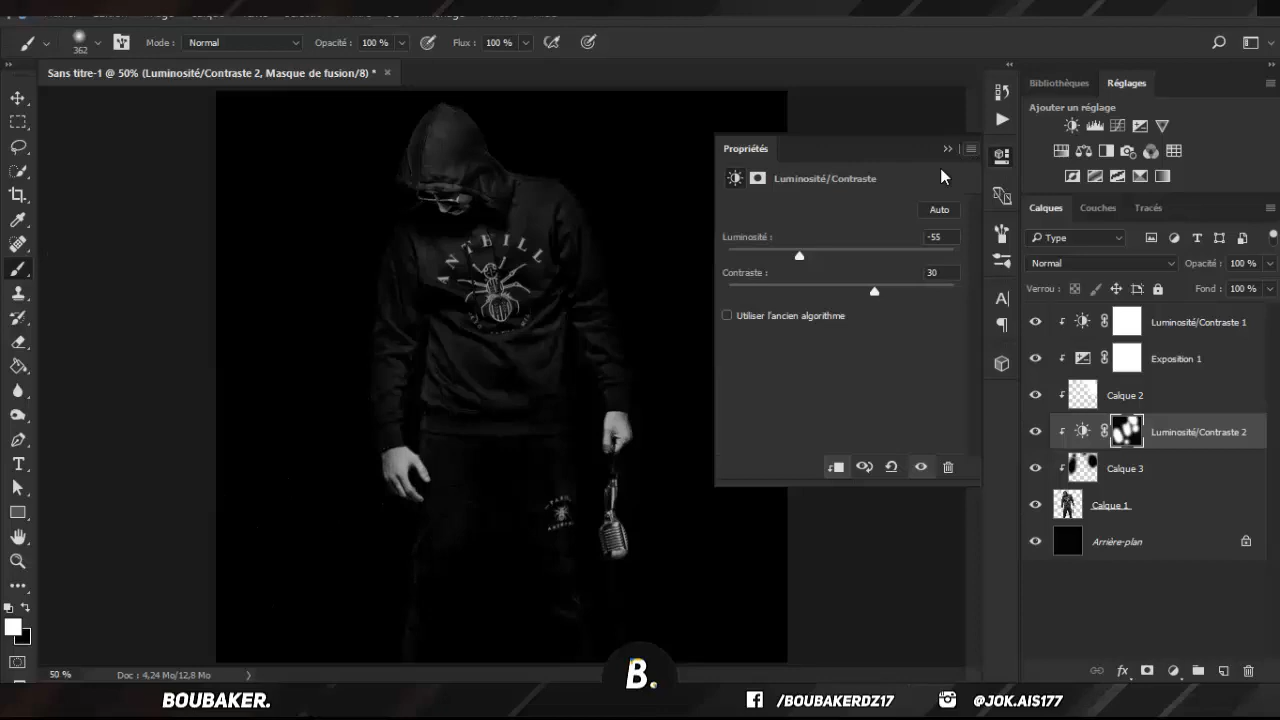 362
Mode :
Normal
Opacité :
100 %
Flux :
100 %
Sans titre-1 @ 50% (Luminosité/Contraste 2, Masque de fusion/8) *
Bibliothèques
Réglages
Ajouter un réglage
Propriétés
Luminosité/Contraste
Auto
Luminosité :
-55
Contraste :
30
Utiliser l'ancien algorithme
Calques
Couches
Tracés
Type
Normal
Opacité :
100 %
Verrou :
Fond :
100 %
Luminosité/Contraste 1
Exposition 1
Calque 2
Luminosité/Contraste 2
Calque 3
Calque 1
Arrière-plan
ANTEILL
50 %
Doc : 4,24 Mo/12,8 Mo
B.
BOUBAKER.
/BOUBAKERDZ17
@JOK.AIS177